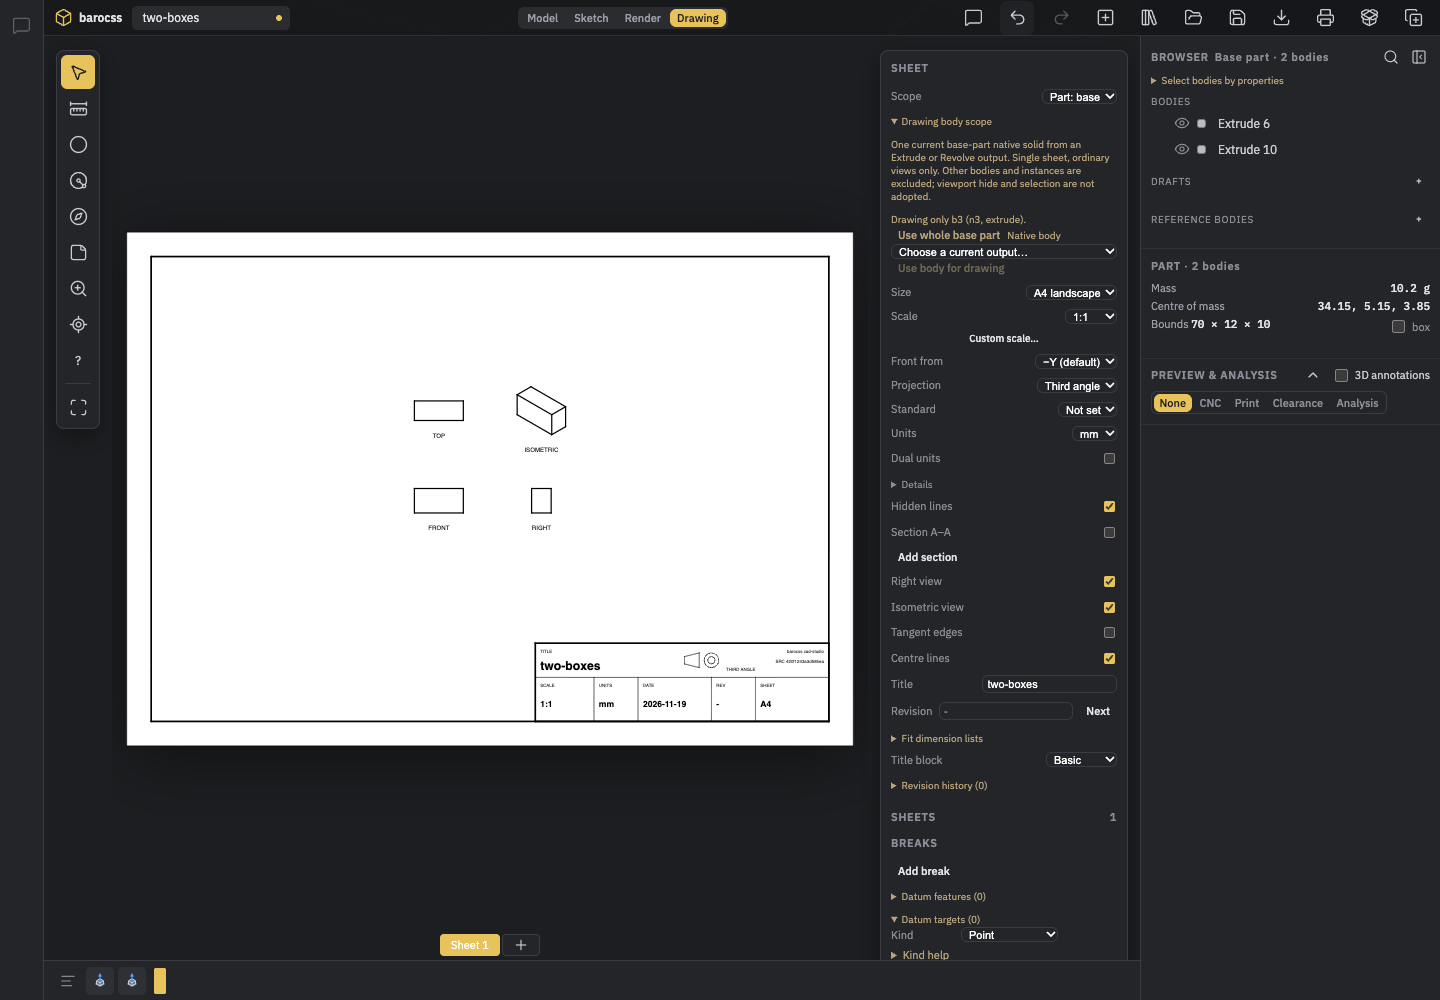 barocss
two-boxes
Model
Sketch
Render
Drawing
?
TOP
ISOMETRIC
FRONT
RIGHT
TITLE
two-boxes
THIRD ANGLE
barocss cad-studio
SCALE
1:1
UNITS
mm
DATE
2026-11-19
REV
-
SHEET
A4
Sheet 1
SHEET
Scope
Part: base
Drawing body scope
One current base-part native solid from an
Extrude or Revolve output. Single sheet, ordinary
views only. Other bodies and instances are
excluded; viewport hide and selection are not
adopted.
Drawing only b3 (n3, extrude).
Use whole base part Native body
Choose a current output...
Use body for drawing
Size A4 landscape
Scale 1:1
Custom scale...
Front from −Y (default)
Projection Third angle
Standard Not set
Units mm
Dual units
Details
Hidden lines
Section A–A
Add section
Right view
Isometric view
Tangent edges
Centre lines
Title two-boxes
Revision - Next
Fit dimension lists
Title block Basic
Revision history (0)
SHEETS 1
BREAKS
Add break
Datum features (0)
Datum targets (0)
Kind Point
Kind help
BROWSER Base part · 2 bodies
Select bodies by properties
BODIES
Extrude 6
Extrude 10
DRAFTS +
REFERENCE BODIES +
PART · 2 bodies
Mass 10.2 g
Centre of mass 34.15, 5.15, 3.85
Bounds 70 × 12 × 10 box
PREVIEW & ANALYSIS 3D annotations
None CNC Print Clearance Analysis